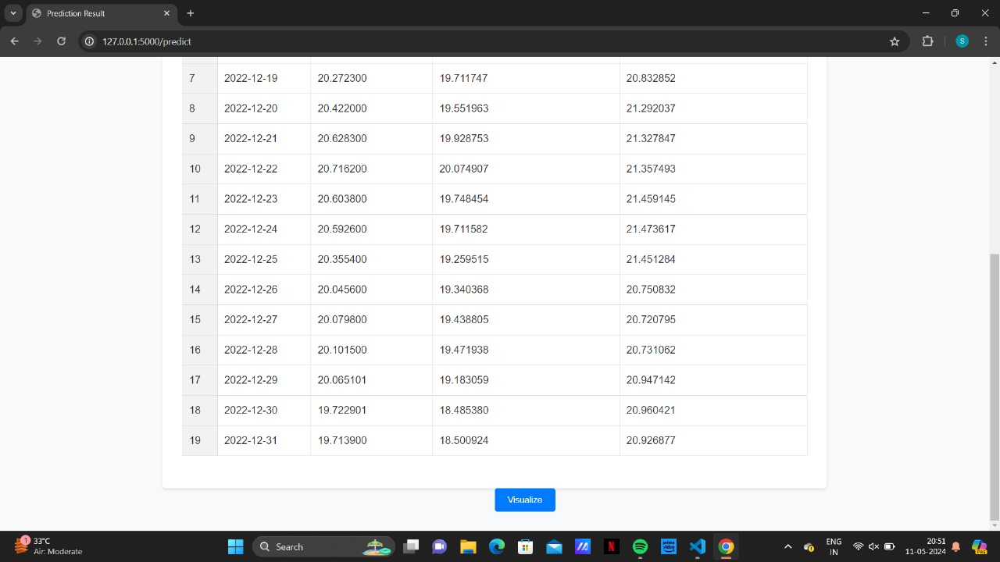 Prediction Result
127.0.0.1:5000/predict
S
7 2022-12-19 20.272300 19.711747 20.832852
8 2022-12-20 20.422000 19.551963 21.292037
9 2022-12-21 20.628300 19.928753 21.327847
10 2022-12-22 20.716200 20.074907 21.357493
11 2022-12-23 20.603800 19.748454 21.459145
12 2022-12-24 20.592600 19.711582 21.473617
13 2022-12-25 20.355400 19.259515 21.451284
14 2022-12-26 20.045600 19.340368 20.750832
15 2022-12-27 20.079800 19.438805 20.720795
16 2022-12-28 20.101500 19.471938 20.731062
17 2022-12-29 20.065101 19.183059 20.947142
18 2022-12-30 19.722901 18.485380 20.960421
19 2022-12-31 19.713900 18.500924 20.926877
Visualize
1 33°C
Air: Moderate
Search
prime video
ENG
IN
20:51
11-05-2024
PRE